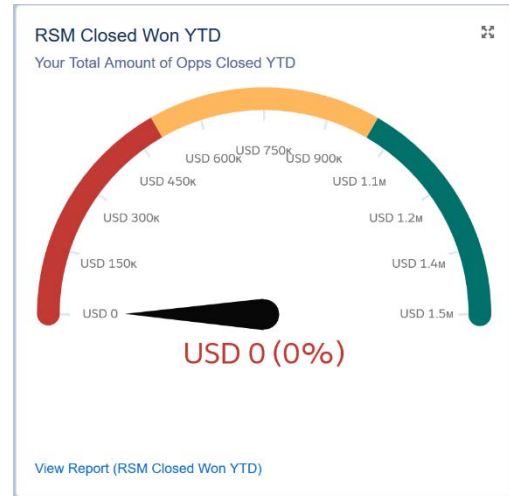 RSM Closed Won YTD
Your Total Amount of Opps Closed YTD
USD 0
USD 150K
USD 300K
USD 450K
USD 600K
USD 750K
USD 900K
USD 1.1M
USD 1.2M
USD 1.4M
USD 1.5M
USD 0 (0%)
View Report (RSM Closed Won YTD)